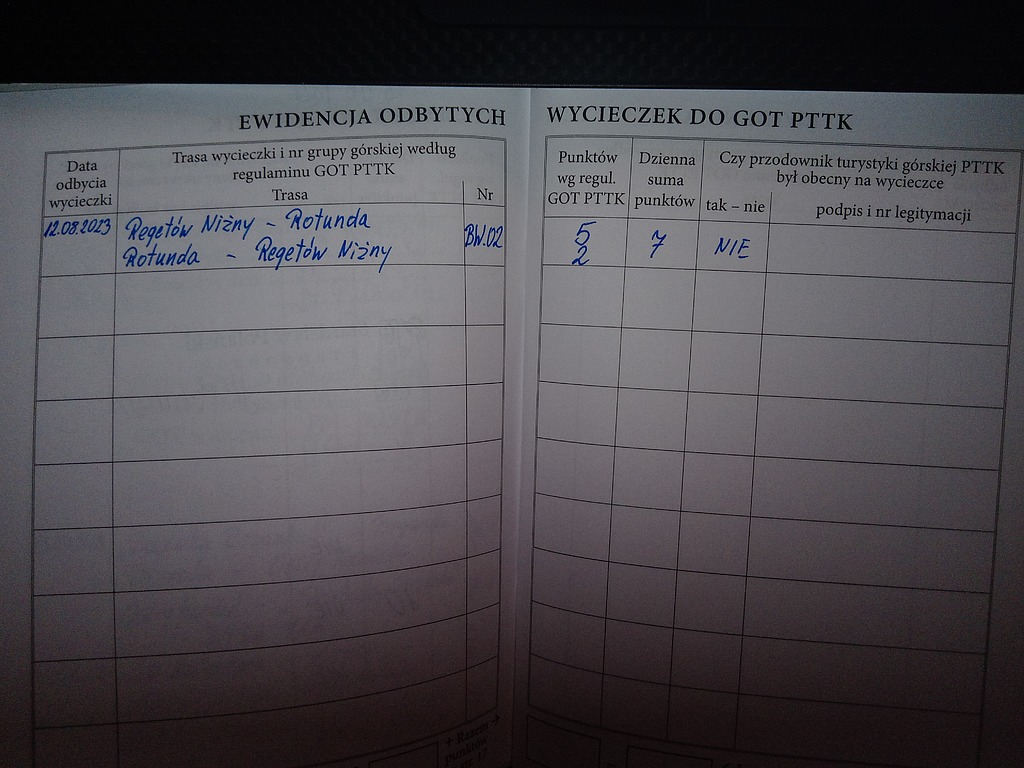 EWIDENCJA ODBYTYCH WYCIECZEK DO GOT PTTK
Data
odbycia
wycieczki
Trasa wycieczki i nr grupy górskiej według
regulaminu GOT PTTK
Trasa
Nr
Punktów
wg regul.
GOT PTTK
Dzienna
suma
punktów
Czy przodownik turystyki górskiej PTTK
był obecny na wycieczce
tak – nie
podpis i nr legitymacji
12.08.2023
Regetów Niżny - Rotunda
Rotunda - Regetów Niżny
BW.02
5
2
7
NIE
+ Razem
punktów